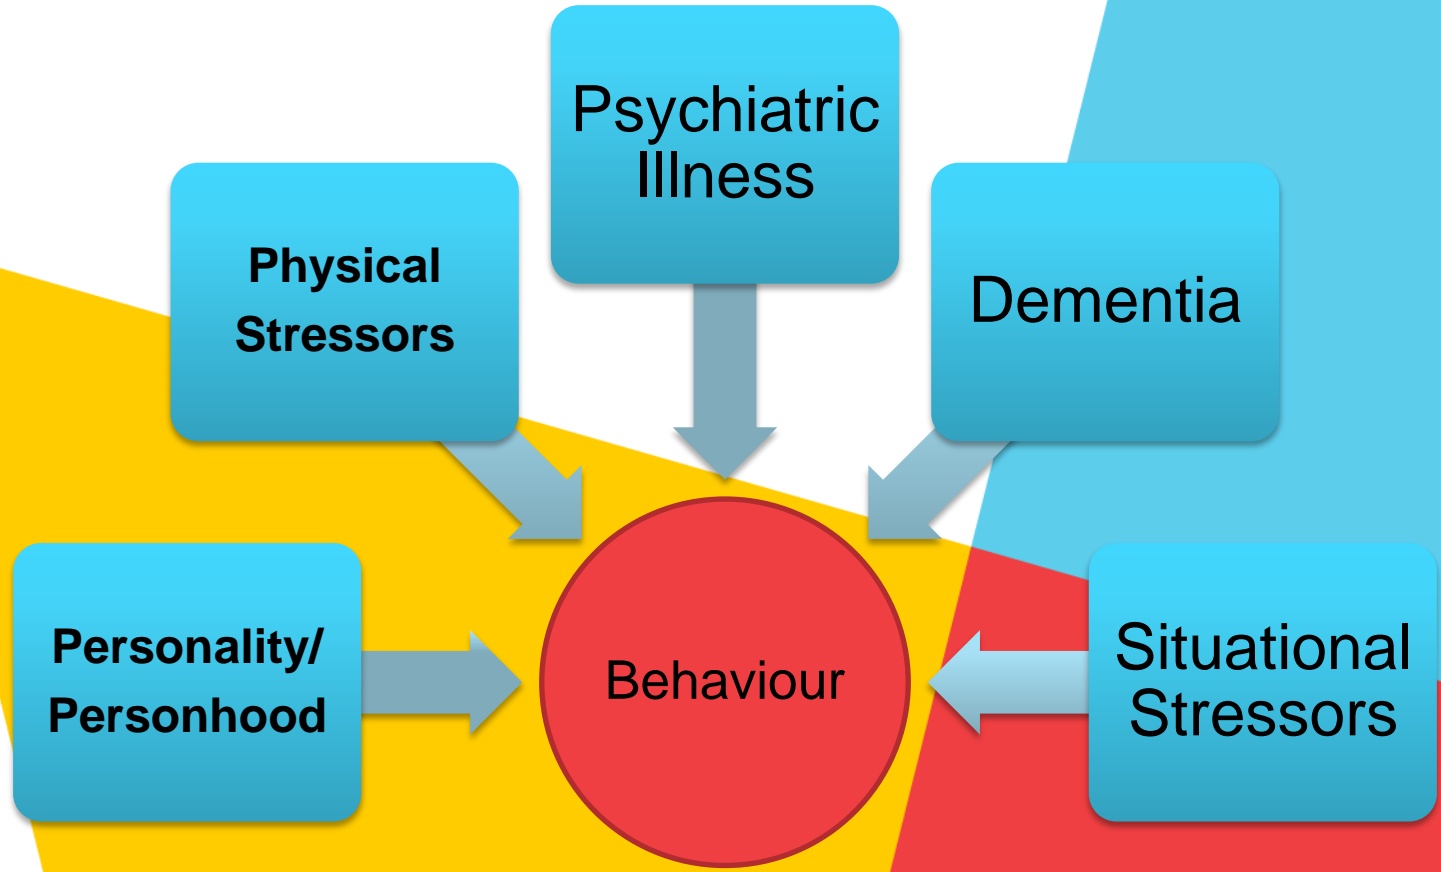 Psychiatric
Illness
Physical
Stressors
Dementia
Personality/
Personhood
Behaviour
Situational
Stressors